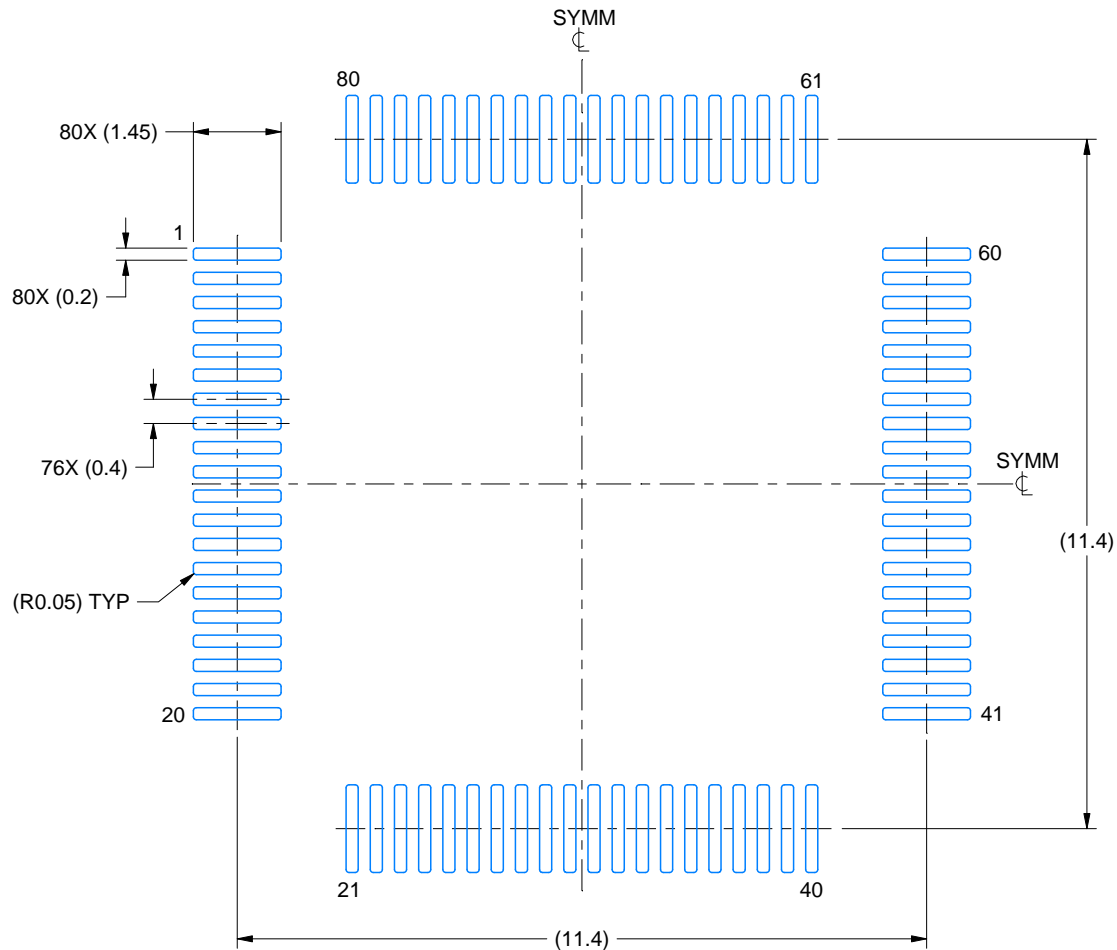 SYMM
80
61
80X (1.45)
1
60
80X (0.2)
76X (0.4)
SYMM
(11.4)
(R0.05) TYP
20
41
21
40
(11.4)